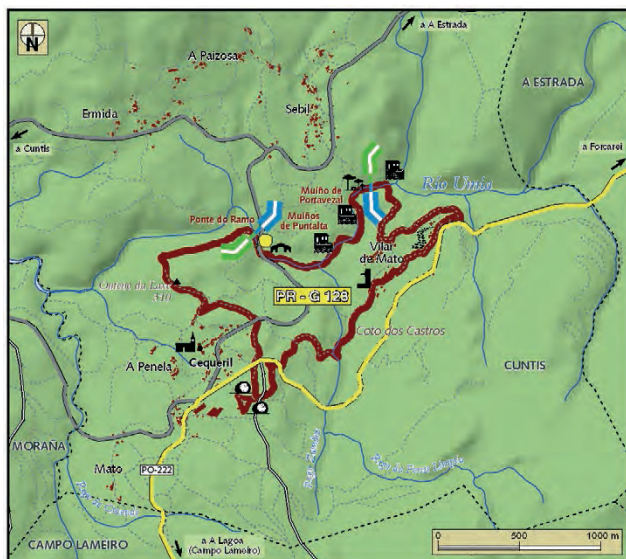 N
a A Estrada
A Paizosa
A ESTRADA
Sebil
Ermida
a Cuntis
a Forcarei
Río Umia
Muiño de
Portavezal
Ponte do Ramo
Muiños de
Puntalta
Vilar
de Mato
PR - G 128
Coto dos Castros
Cequeril
A Penela
CUNTIS
MORAÑA
Mato
PO-222
CAMPO LAMEIRO
a A Lagoa
(Campo Lameiro)
0
500
1000 m